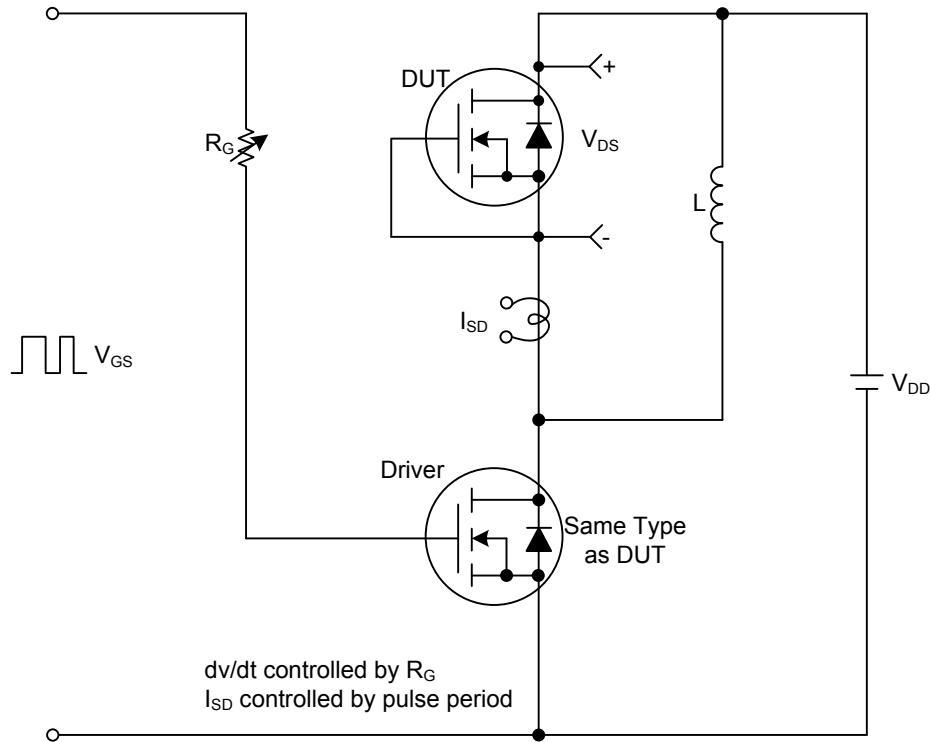 DUT
+
R_G
V_DS
L
-
I_SD
V_GS
V_DD
Driver
Same Type
as DUT
dv/dt controlled by R_G
I_SD controlled by pulse period